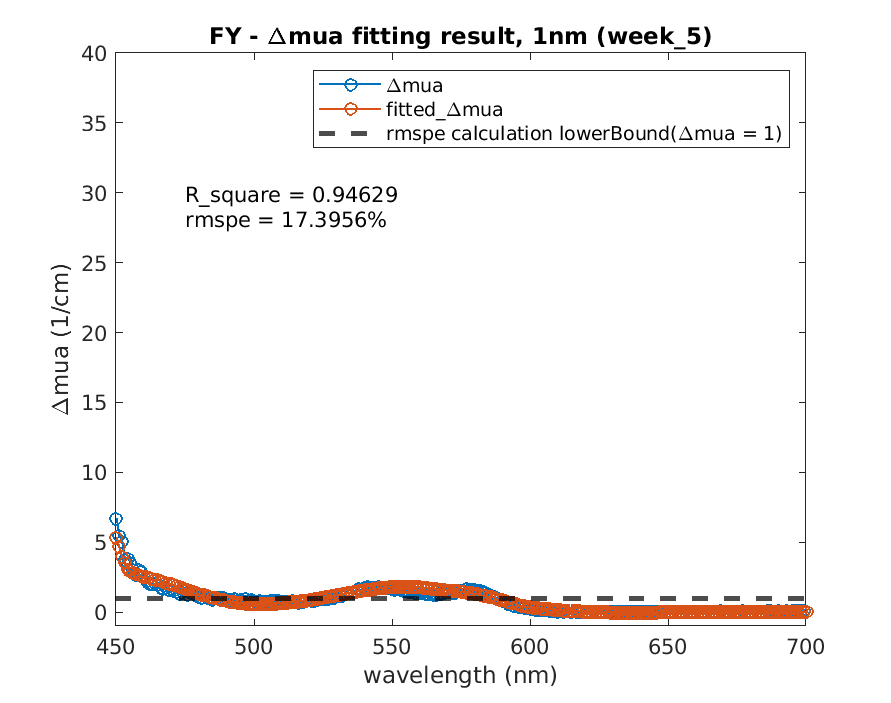 FY - Δmua fitting result, 1nm (week_5)
Δmua
fitted_Δmua
rmspe calculation lowerBound(Δmua = 1)
R_square = 0.94629
rmspe = 17.3956%
Δmua (1/cm)
40
35
30
25
20
15
10
5
0
450 500 550 600 650 700
wavelength (nm)